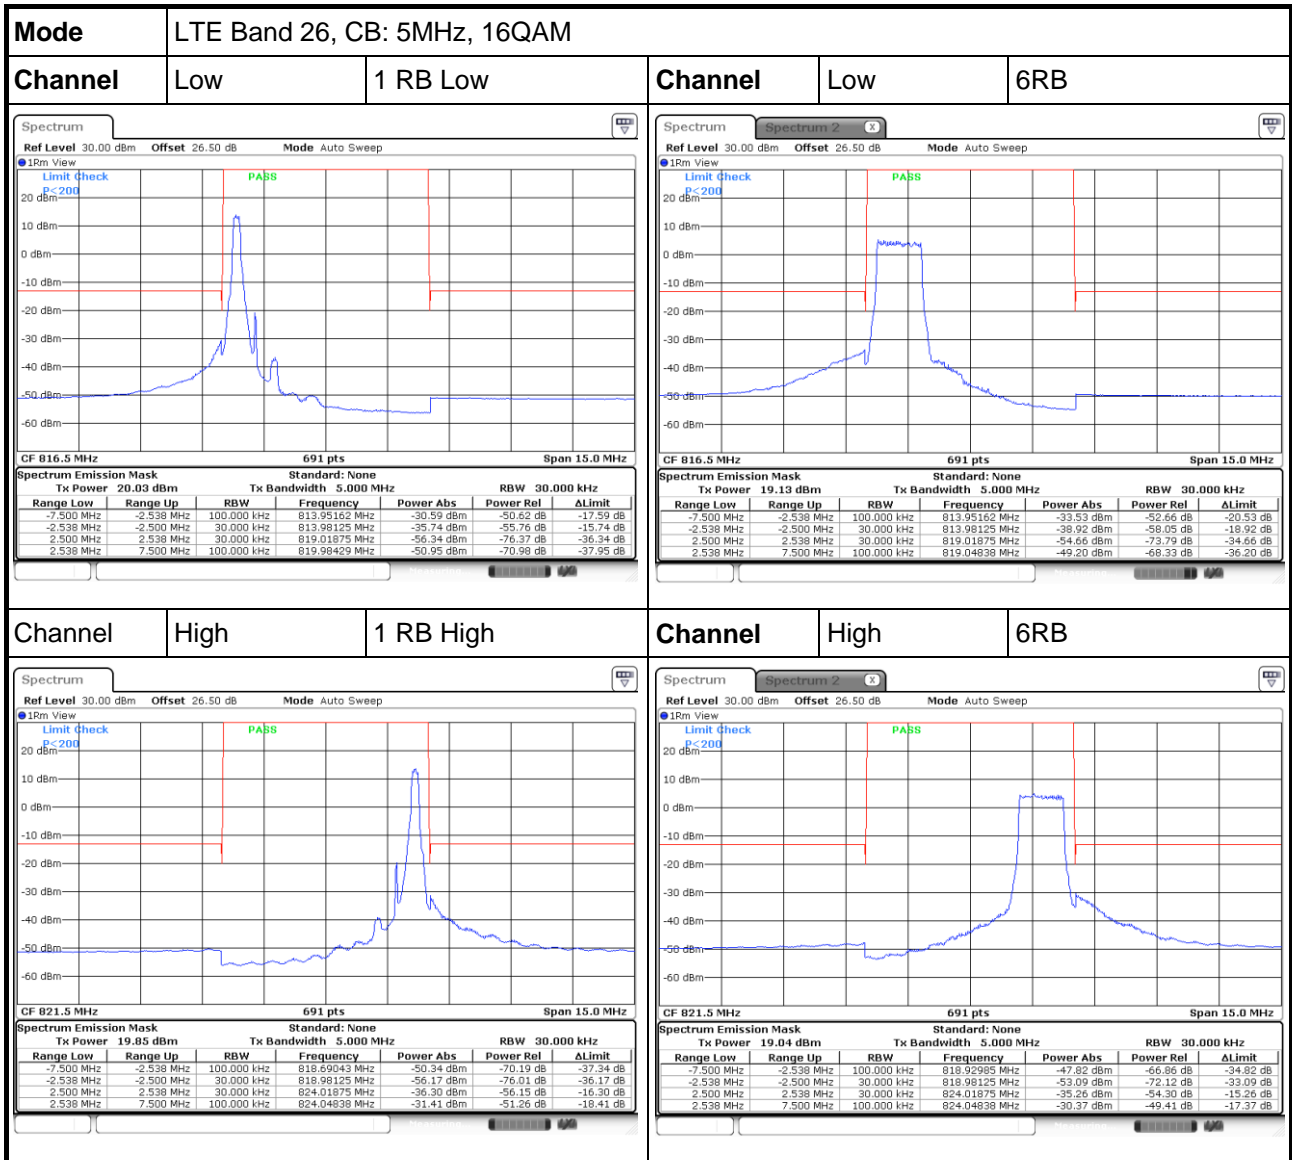 Mode LTE Band 26, CB: 5MHz, 16QAM
Channel Low 1 RB Low Channel Low 6RB
Spectrum
Ref Level 30.00 dBm Offset 26.50 dB Mode Auto Sweep
1Rm View
Limit Check PASS
P<200
20 dBm
10 dBm
0 dBm
-10 dBm
-20 dBm
-30 dBm
-40 dBm
-50 dBm
-60 dBm
CF 816.5 MHz 691 pts Span 15.0 MHz
Spectrum Emission Mask Standard: None
Tx Power 20.03 dBm Tx Bandwidth 5.000 MHz RBW 30.000 kHz
Range Low Range Up RBW Frequency Power Abs Power Rel ΔLimit
-7.500 MHz -2.538 MHz 100.000 kHz 813.95162 MHz -30.59 dBm -50.62 dB -17.59 dB
-2.538 MHz -2.500 MHz 30.000 kHz 813.98125 MHz -35.74 dBm -55.76 dB -15.74 dB
2.500 MHz 2.538 MHz 30.000 kHz 819.01875 MHz -56.34 dBm -76.37 dB -36.34 dB
2.538 MHz 7.500 MHz 100.000 kHz 819.98429 MHz -50.95 dBm -70.98 dB -37.95 dB
Measuring
Spectrum Spectrum 2 X
Ref Level 30.00 dBm Offset 26.50 dB Mode Auto Sweep
1Rm View
Limit Check PASS
P<200
20 dBm
10 dBm
0 dBm
-10 dBm
-20 dBm
-30 dBm
-40 dBm
-50 dBm
-60 dBm
CF 816.5 MHz 691 pts Span 15.0 MHz
Spectrum Emission Mask Standard: None
Tx Power 19.13 dBm Tx Bandwidth 5.000 MHz RBW 30.000 kHz
Range Low Range Up RBW Frequency Power Abs Power Rel ΔLimit
-7.500 MHz -2.538 MHz 100.000 kHz 813.95162 MHz -33.53 dBm -52.66 dB -20.53 dB
-2.538 MHz -2.500 MHz 30.000 kHz 813.98125 MHz -38.92 dBm -58.05 dB -18.92 dB
2.500 MHz 2.538 MHz 30.000 kHz 819.01875 MHz -54.66 dBm -73.79 dB -34.66 dB
2.538 MHz 7.500 MHz 100.000 kHz 819.04838 MHz -49.20 dBm -68.33 dB -36.20 dB
Measuring
Channel High 1 RB High Channel High 6RB
Spectrum
Ref Level 30.00 dBm Offset 26.50 dB Mode Auto Sweep
1Rm View
Limit Check PASS
P<200
20 dBm
10 dBm
0 dBm
-10 dBm
-20 dBm
-30 dBm
-40 dBm
-50 dBm
-60 dBm
CF 821.5 MHz 691 pts Span 15.0 MHz
Spectrum Emission Mask Standard: None
Tx Power 19.85 dBm Tx Bandwidth 5.000 MHz RBW 30.000 kHz
Range Low Range Up RBW Frequency Power Abs Power Rel ΔLimit
-7.500 MHz -2.538 MHz 100.000 kHz 818.69043 MHz -50.34 dBm -70.19 dB -37.34 dB
-2.538 MHz -2.500 MHz 30.000 kHz 818.98125 MHz -56.17 dBm -76.01 dB -36.17 dB
2.500 MHz 2.538 MHz 30.000 kHz 824.01875 MHz -36.30 dBm -56.15 dB -16.30 dB
2.538 MHz 7.500 MHz 100.000 kHz 824.04838 MHz -31.41 dBm -51.26 dB -18.41 dB
Measuring
Spectrum Spectrum 2 X
Ref Level 30.00 dBm Offset 26.50 dB Mode Auto Sweep
1Rm View
Limit Check PASS
P<200
20 dBm
10 dBm
0 dBm
-10 dBm
-20 dBm
-30 dBm
-40 dBm
-50 dBm
-60 dBm
CF 821.5 MHz 691 pts Span 15.0 MHz
Spectrum Emission Mask Standard: None
Tx Power 19.04 dBm Tx Bandwidth 5.000 MHz RBW 30.000 kHz
Range Low Range Up RBW Frequency Power Abs Power Rel ΔLimit
-7.500 MHz -2.538 MHz 100.000 kHz 818.92985 MHz -47.82 dBm -66.86 dB -34.82 dB
-2.538 MHz -2.500 MHz 30.000 kHz 818.98125 MHz -53.09 dBm -72.12 dB -33.09 dB
2.500 MHz 2.538 MHz 30.000 kHz 824.01875 MHz -35.26 dBm -54.30 dB -15.26 dB
2.538 MHz 7.500 MHz 100.000 kHz 824.04838 MHz -30.37 dBm -49.41 dB -17.37 dB
Measuring